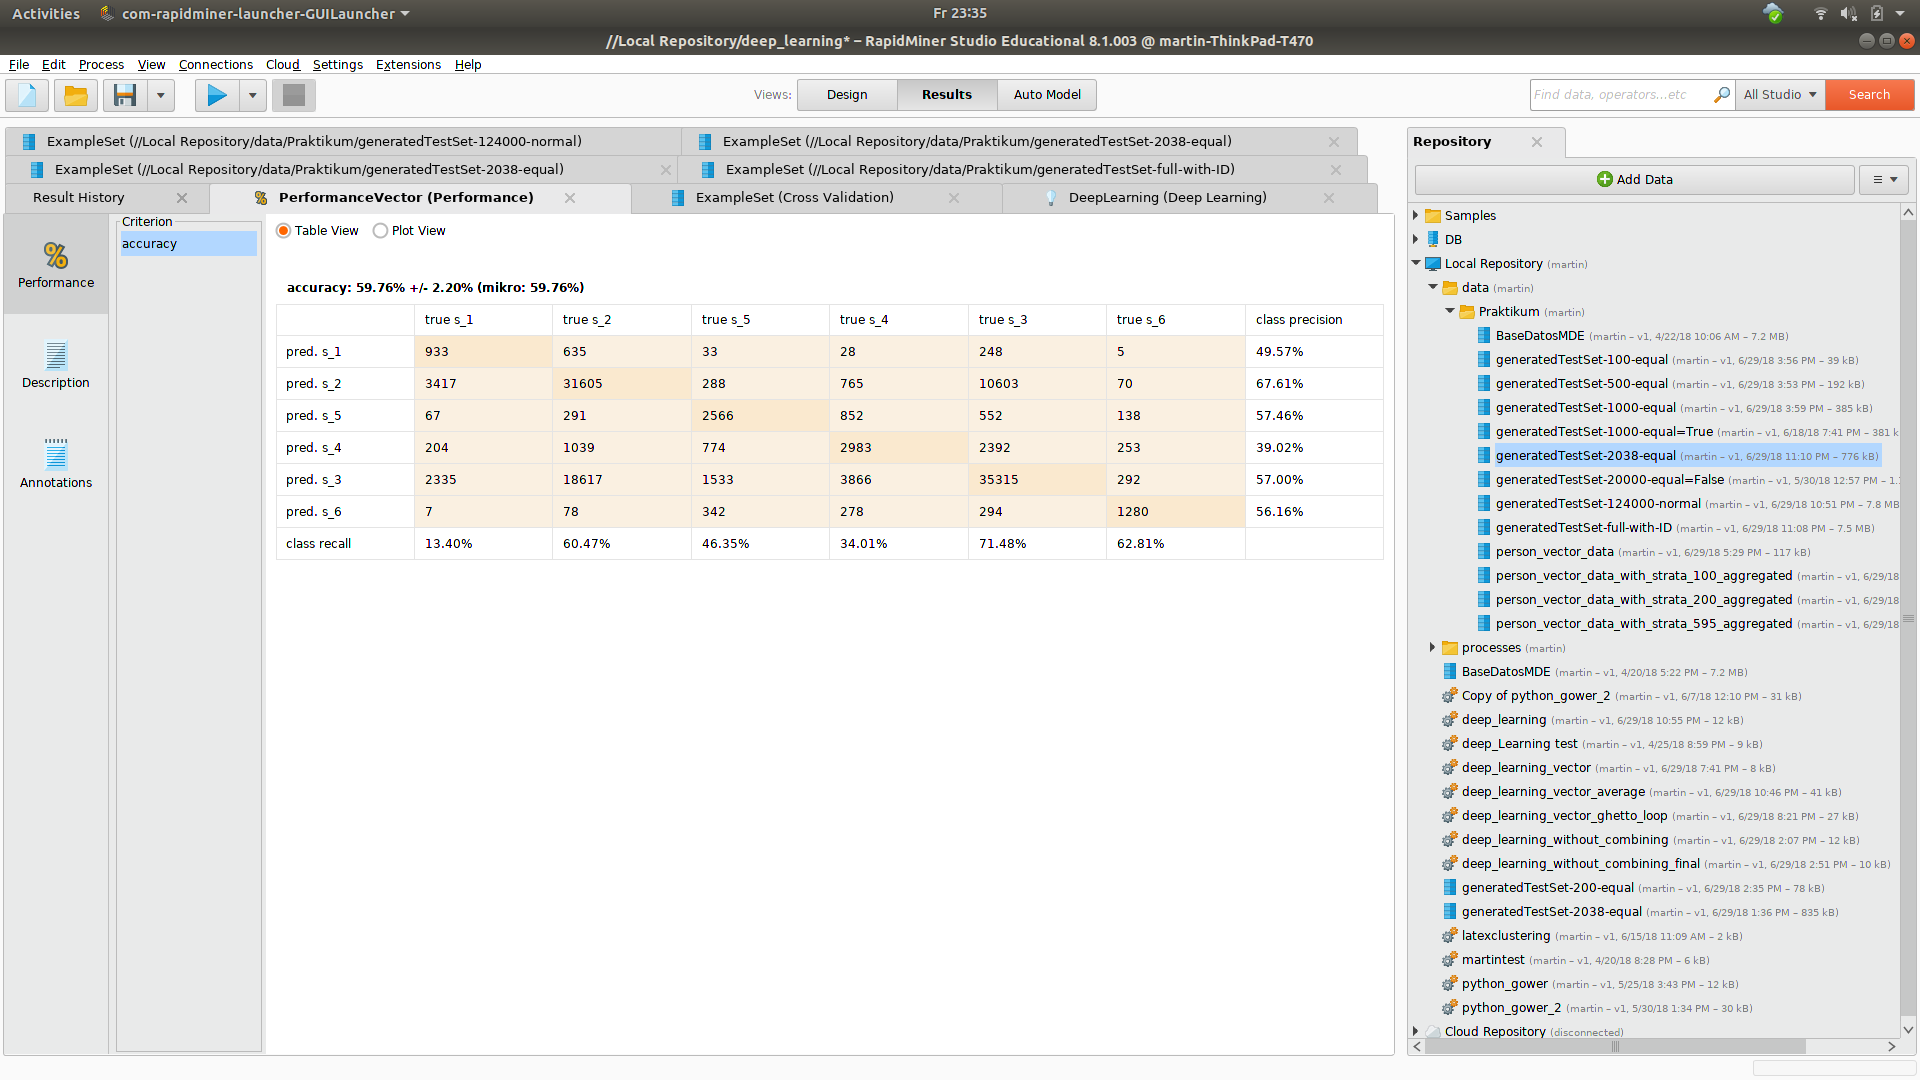 Activities com-rapidminer-launcher-GUILauncher Fr 23:35
//Local Repository/deep_learning* – RapidMiner Studio Educational 8.1.003 @ martin-ThinkPad-T470
File Edit Process View Connections Cloud Settings Extensions Help
Views: Design Results Auto Model Find data, operators...etc All Studio Search
ExampleSet (//Local Repository/data/Praktikum/generatedTestSet-124000-normal) ExampleSet (//Local Repository/data/Praktikum/generatedTestSet-2038-equal)
ExampleSet (//Local Repository/data/Praktikum/generatedTestSet-2038-equal) ExampleSet (//Local Repository/data/Praktikum/generatedTestSet-full-with-ID)
Result History PerformanceVector (Performance) ExampleSet (Cross Validation) DeepLearning (Deep Learning)
%
Performance
Description
Annotations
Criterion
accuracy
Table View Plot View
accuracy: 59.76% +/- 2.20% (mikro: 59.76%)
true s_1 true s_2 true s_5 true s_4 true s_3 true s_6 class precision
pred. s_1 933 635 33 28 248 5 49.57%
pred. s_2 3417 31605 288 765 10603 70 67.61%
pred. s_5 67 291 2566 852 552 138 57.46%
pred. s_4 204 1039 774 2983 2392 253 39.02%
pred. s_3 2335 18617 1533 3866 35315 292 57.00%
pred. s_6 7 78 342 278 294 1280 56.16%
class recall 13.40% 60.47% 46.35% 34.01% 71.48% 62.81%
Repository
Add Data
Samples
DB
Local Repository (martin)
data (martin)
Praktikum (martin)
BaseDatosMDE (martin – v1, 4/22/18 10:06 AM – 7.2 MB)
generatedTestSet-100-equal (martin – v1, 6/29/18 3:56 PM – 39 kB)
generatedTestSet-500-equal (martin – v1, 6/29/18 3:53 PM – 192 kB)
generatedTestSet-1000-equal (martin – v1, 6/29/18 3:59 PM – 385 kB)
generatedTestSet-1000-equal=True (martin – v1, 6/18/18 7:41 PM – 381 k
generatedTestSet-2038-equal (martin – v1, 6/29/18 11:10 PM – 776 kB)
generatedTestSet-20000-equal=False (martin – v1, 5/30/18 12:57 PM – 1.
generatedTestSet-124000-normal (martin – v1, 6/29/18 10:51 PM – 7.8 MB
generatedTestSet-full-with-ID (martin – v1, 6/29/18 11:08 PM – 7.5 MB)
person_vector_data (martin – v1, 6/29/18 5:29 PM – 117 kB)
person_vector_data_with_strata_100_aggregated (martin – v1, 6/29/18
person_vector_data_with_strata_200_aggregated (martin – v1, 6/29/18
person_vector_data_with_strata_595_aggregated (martin – v1, 6/29/18
processes (martin)
BaseDatosMDE (martin – v1, 4/20/18 5:22 PM – 7.2 MB)
Copy of python_gower_2 (martin – v1, 6/7/18 12:10 PM – 31 kB)
deep_learning (martin – v1, 6/29/18 10:55 PM – 12 kB)
deep_Learning test (martin – v1, 4/25/18 8:59 PM – 9 kB)
deep_learning_vector (martin – v1, 6/29/18 7:41 PM – 8 kB)
deep_learning_vector_average (martin – v1, 6/29/18 10:46 PM – 41 kB)
deep_learning_vector_ghetto_loop (martin – v1, 6/29/18 8:21 PM – 27 kB)
deep_learning_without_combining (martin – v1, 6/29/18 2:07 PM – 12 kB)
deep_learning_without_combining_final (martin – v1, 6/29/18 2:51 PM – 10 kB)
generatedTestSet-200-equal (martin – v1, 6/29/18 2:35 PM – 78 kB)
generatedTestSet-2038-equal (martin – v1, 6/29/18 1:36 PM – 835 kB)
latexclustering (martin – v1, 6/15/18 11:09 AM – 2 kB)
martintest (martin – v1, 4/20/18 8:28 PM – 6 kB)
python_gower (martin – v1, 5/25/18 3:43 PM – 12 kB)
python_gower_2 (martin – v1, 5/30/18 1:34 PM – 30 kB)
Cloud Repository (disconnected)